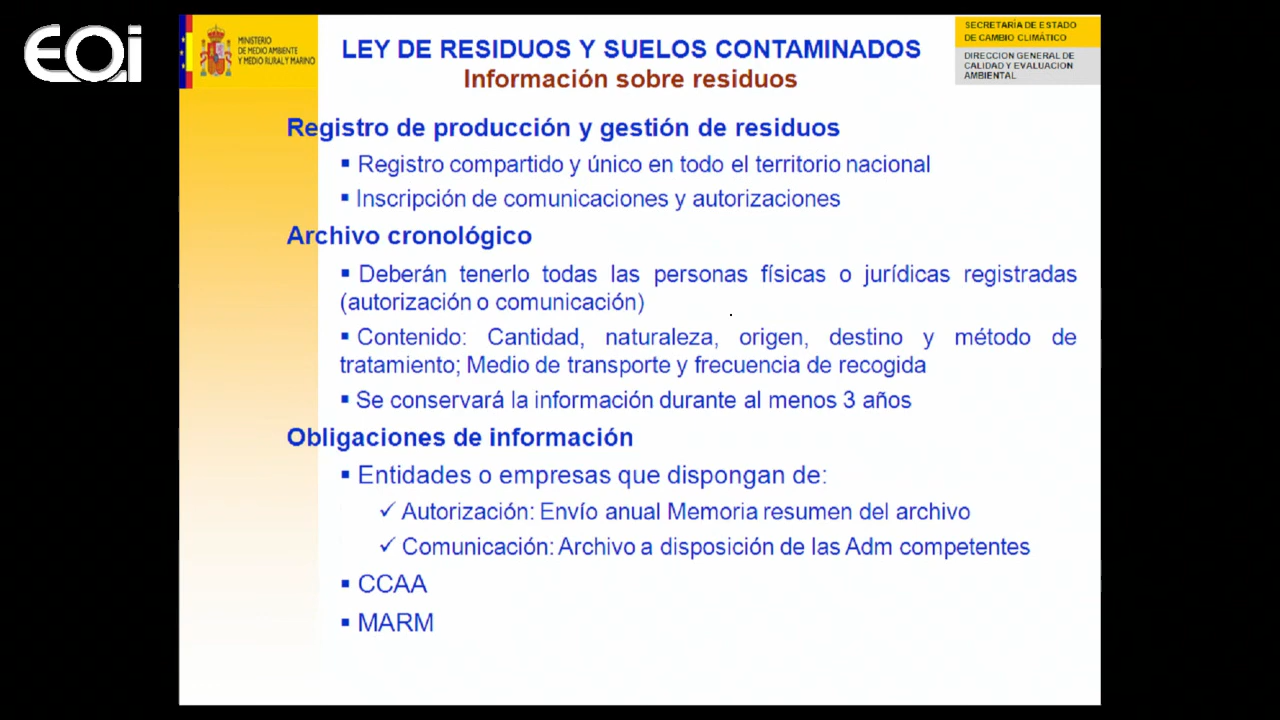 EOi
MINISTERIO
DE MEDIO AMBIENTE
Y MEDIO RURAL Y MARINO
LEY DE RESIDUOS Y SUELOS CONTAMINADOS
Información sobre residuos
SECRETARÍA DE ESTADO
DE CAMBIO CLIMÁTICO
DIRECCION GENERAL DE
CALIDAD Y EVALUACION
AMBIENTAL
Registro de producción y gestión de residuos
▪ Registro compartido y único en todo el territorio nacional
▪ Inscripción de comunicaciones y autorizaciones
Archivo cronológico
▪ Deberán tenerlo todas las personas físicas o jurídicas registradas
(autorización o comunicación)
▪ Contenido: Cantidad, naturaleza, origen, destino y método de
tratamiento; Medio de transporte y frecuencia de recogida
▪ Se conservará la información durante al menos 3 años
Obligaciones de información
▪ Entidades o empresas que dispongan de:
✓ Autorización: Envío anual Memoria resumen del archivo
✓ Comunicación: Archivo a disposición de las Adm competentes
▪ CCAA
▪ MARM